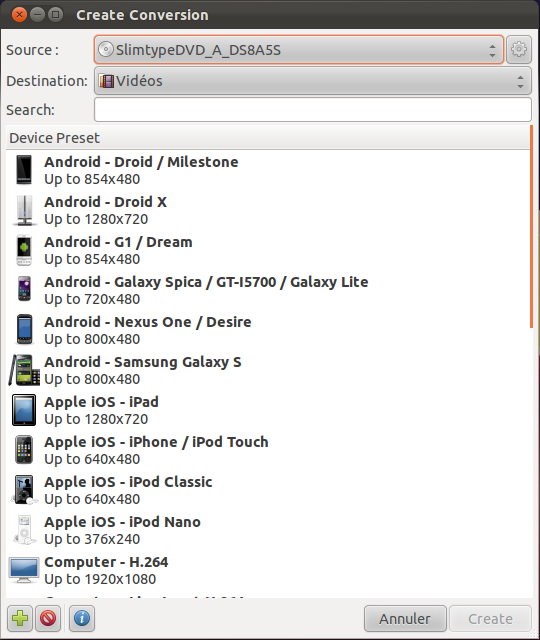 Create Conversion
Source :
SlimtypeDVD_A_DS8A5S
Destination:
Vidéos
Search:
Device Preset
Android - Droid / Milestone
Up to 854x480
Android - Droid X
Up to 1280x720
Android - G1 / Dream
Up to 854x480
Android - Galaxy Spica / GT-I5700 / Galaxy Lite
Up to 720x480
Android - Nexus One / Desire
Up to 800x480
Android - Samsung Galaxy S
Up to 800x480
Apple iOS - iPad
Up to 1280x720
Apple iOS - iPhone / iPod Touch
Up to 640x480
Apple iOS - iPod Classic
Up to 640x480
Apple iOS - iPod Nano
Up to 376x240
Computer - H.264
Up to 1920x1080
Annuler
Create